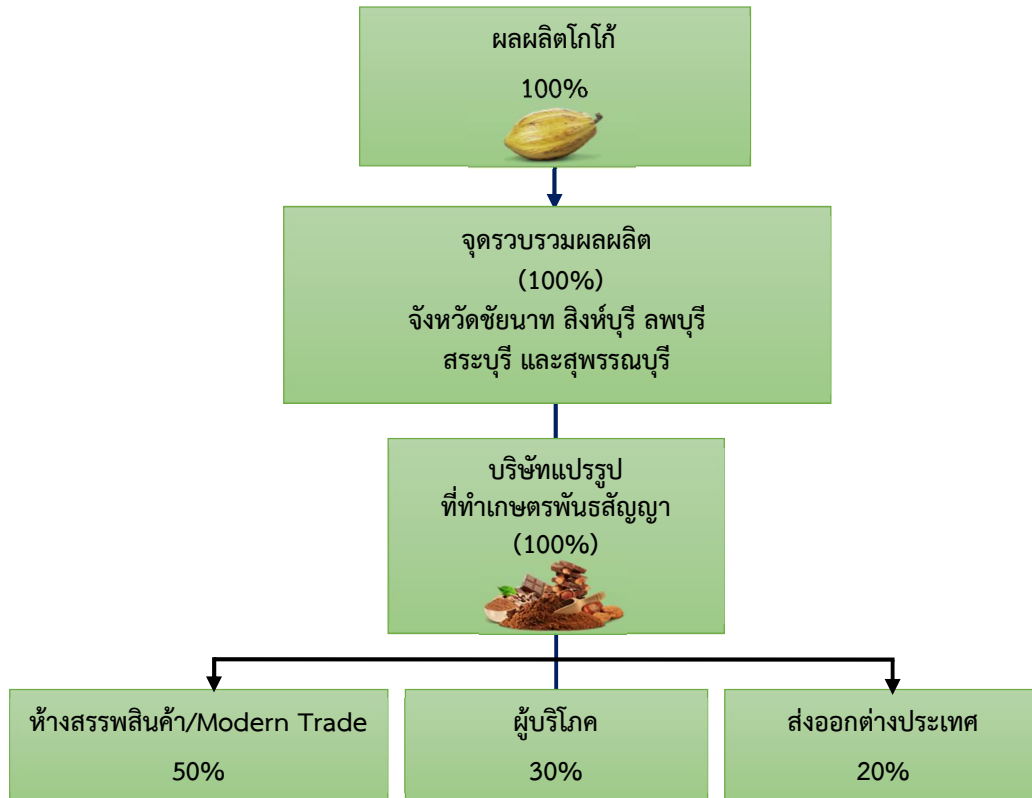 ผลผลิตโกโก้
100%
จุดรวบรวมผลผลิต
(100%)
จังหวัดชัยนาท สิงห์บุรี ลพบุรี
สระบุรี และสุพรรณบุรี
บริษัทแปรรูป
ที่ทำเกษตรพันธสัญญา
(100%)
ห้างสรรพสินค้า/Modern Trade
50%
ผู้บริโภค
30%
ส่งออกต่างประเทศ
20%